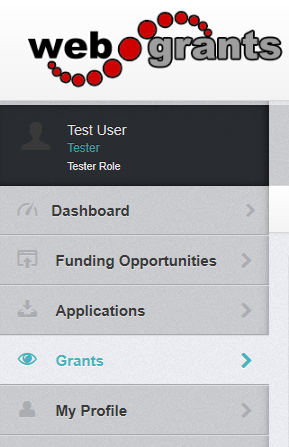 web grants
Test User
Tester
Tester Role
Dashboard
Funding Opportunities
Applications
Grants
My Profile